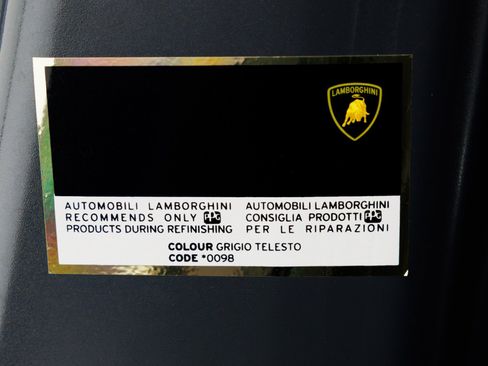 LAMBORGHINI
AUTOMOBILI LAMBORGHINI
RECOMMENDS ONLY PPG
PRODUCTS DURING REFINISHING
AUTOMOBILI LAMBORGHINI
CONSIGLIA PRODOTTI PPG
PER LE RIPARAZIONI
COLOUR GRIGIO TELESTO
CODE *0098